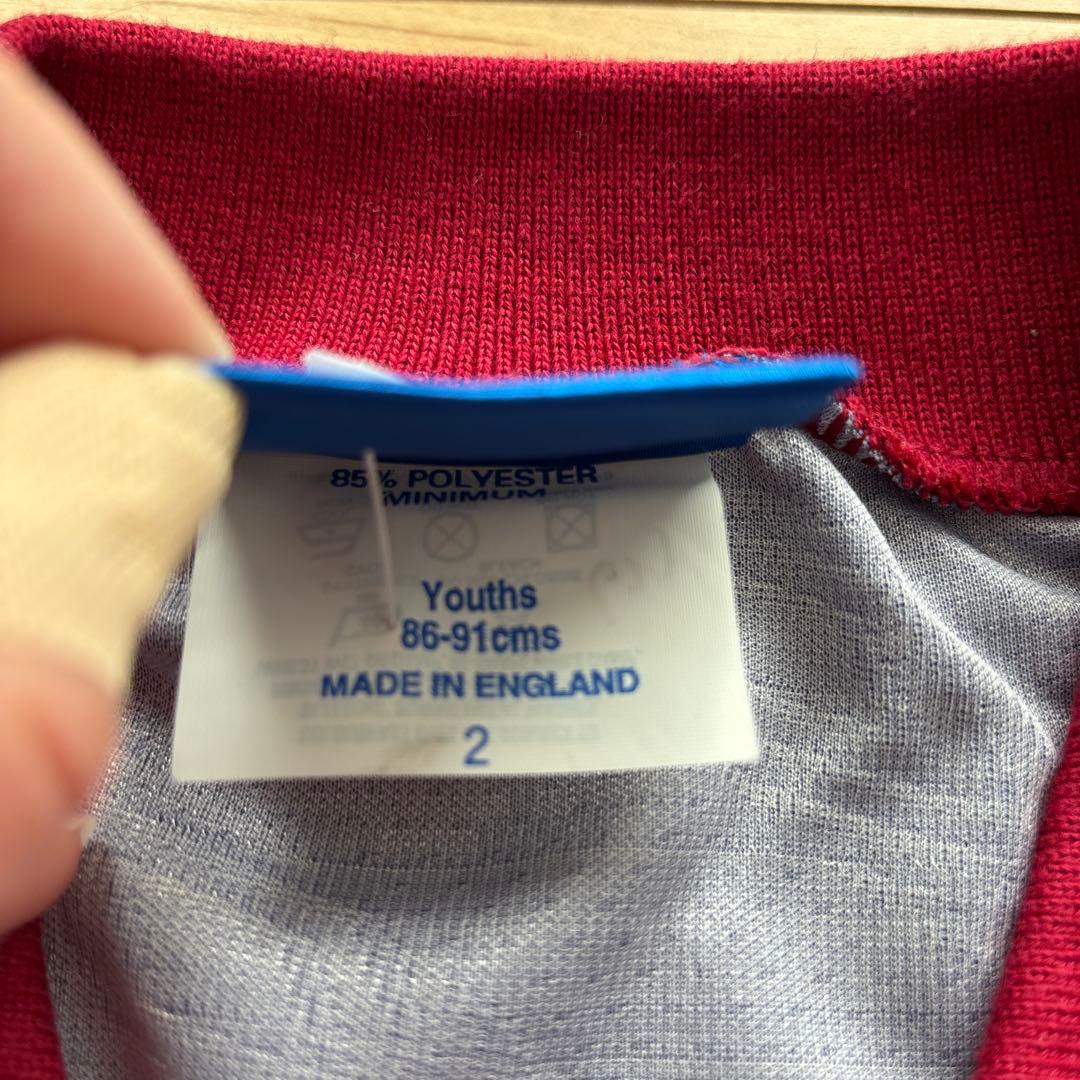 85% POLYESTER
MINIMUM
Youths
86-91cms
MADE IN ENGLAND
2